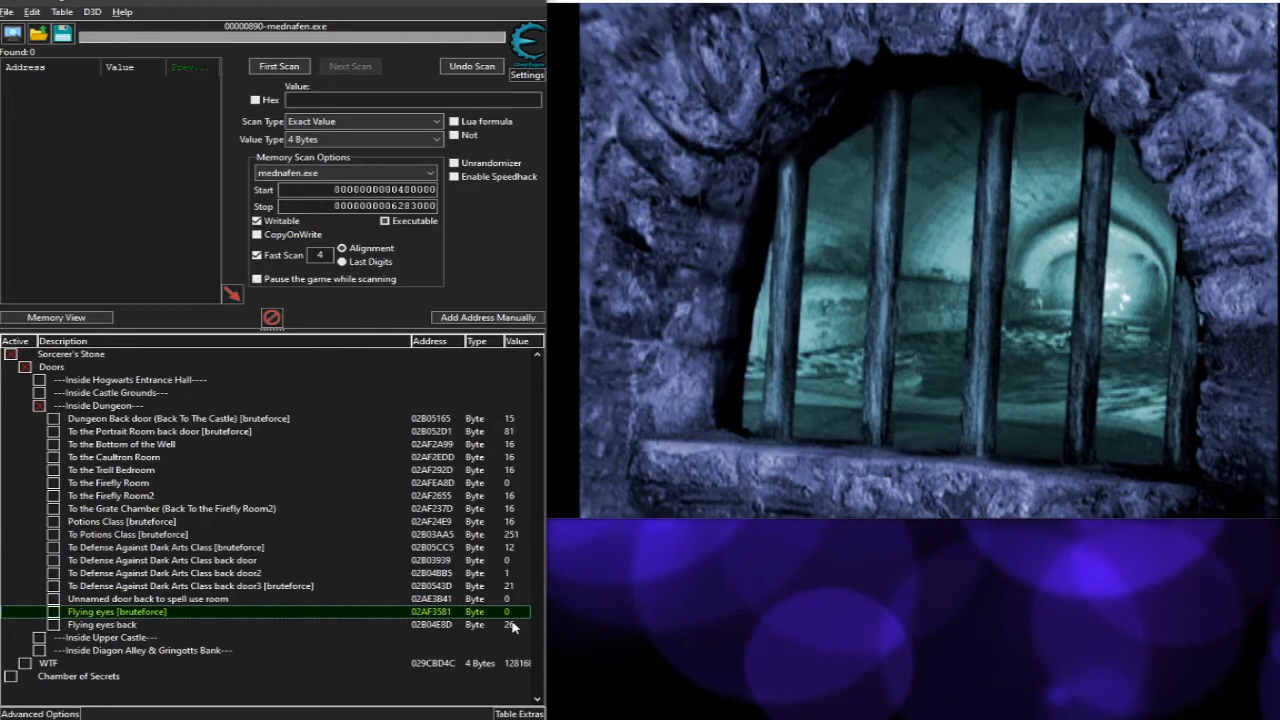 File Edit Table D3D Help
00000890-mednafen.exe
Found:0
Address Value Prev...
First Scan Next Scan Undo Scan
Settings
Value:
Hex
Scan Type Exact Value
Lua formula
Value Type 4 Bytes
Not
Memory Scan Options
mednafen.exe
Unrandomizer
Enable Speedhack
Start 0000000000400000
Stop 0000000006283000
Writable Executable
CopyOnWrite
Fast Scan 4 Alignment
Last Digits
Pause the game while scanning
Memory View Add Address Manually
Active Description Address Type Value
Sorcerer's Stone
Doors
---Inside Hogwarts Entrance Hall----
---Inside Castle Grounds---
---Inside Dungeon---
Dungeon Back door (Back To The Castle) [bruteforce] 02B05165 Byte 15
To the Portrait Room back door [bruteforce] 02B052D1 Byte 81
To the Bottom of the Well 02AF2A99 Byte 16
To the Caultron Room 02AF2EDD Byte 16
To the Troll Bedroom 02AF292D Byte 16
To the Firefly Room 02AFEA8D Byte 0
To the Firefly Room2 02AF2655 Byte 16
To the Grate Chamber (Back To the Firefly Room2) 02AF237D Byte 16
Potions Class [bruteforce] 02AF24E9 Byte 16
To Potions Class [bruteforce] 02B03AA5 Byte 251
To Defense Against Dark Arts Class [bruteforce] 02B05CC5 Byte 12
To Defense Against Dark Arts Class back door 02B03939 Byte 0
To Defense Against Dark Arts Class back door2 02B04BB5 Byte 1
To Defense Against Dark Arts Class back door3 [bruteforce] 02B0543D Byte 21
Unnamed door back to spell use room 02AE3B41 Byte 0
Flying eyes [bruteforce] 02AF3581 Byte 0
Flying eyes back 02B04E8D Byte
---Inside Upper Castle---
---Inside Diagon Alley & Gringotts Bank---
WTF 029CBD4C 4 Bytes 128168
Chamber of Secrets
Advanced Options Table Extras